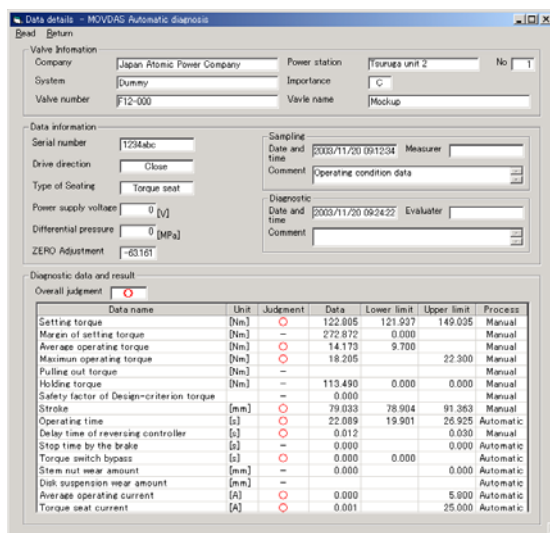 Data details - MOVDAS Automatic diagnosis
Read Return
Valve Infomation
Company Japan Atomic Power Company Power station Tsuruga unit 2 No 1
System Dummy Importance C
Valve number F12-000 Vavle name Mockup
Data information
Serial number 1234abc
Drive direction Close
Type of Seating Torque seat
Power supply voltage 0 [V]
Differential pressure 0 [MPa]
ZERO Adjustment -63.161
Sampling
Date and time 2003/11/20 09:12:34 Measurer
Comment Operating condition data
Diagnostic
Date and time 2003/11/20 09:24:22 Evaluater
Comment
Diagnostic data and result
Overall judgment O
Data name Unit Judgment Data Lower limit Upper limit Process
Setting torque [Nm] O 122.805 121.937 149.035 Manual
Margin of setting torque [Nm] - 272.872 0.000 Manual
Average operating torque [Nm] O 14.173 9.700 Manual
Maximun operating torque [Nm] O 18.205 22.300 Manual
Pulling out torque [Nm] - Manual
Holding torque [Nm] - 113.490 0.000 0.000 Manual
Safety factor of Design-criterion torque - 0.000 Manual
Stroke [mm] O 79.033 78.904 91.363 Manual
Operating time [s] O 22.089 19.901 26.925 Automatic
Delay time of reversing controller [s] O 0.012 0.030 Manual
Stop time by the brake [s] - 0.000 0.000 Automatic
Torque switch bypass [s] O 0.000 0.000 Automatic
Stem nut wear amount [mm] - 0.000 0.000 Automatic
Disk suspension wear amount [mm] - Automatic
Average operating current [A] O 0.000 5.800 Automatic
Torque seat current [A] O 0.001 25.000 Automatic